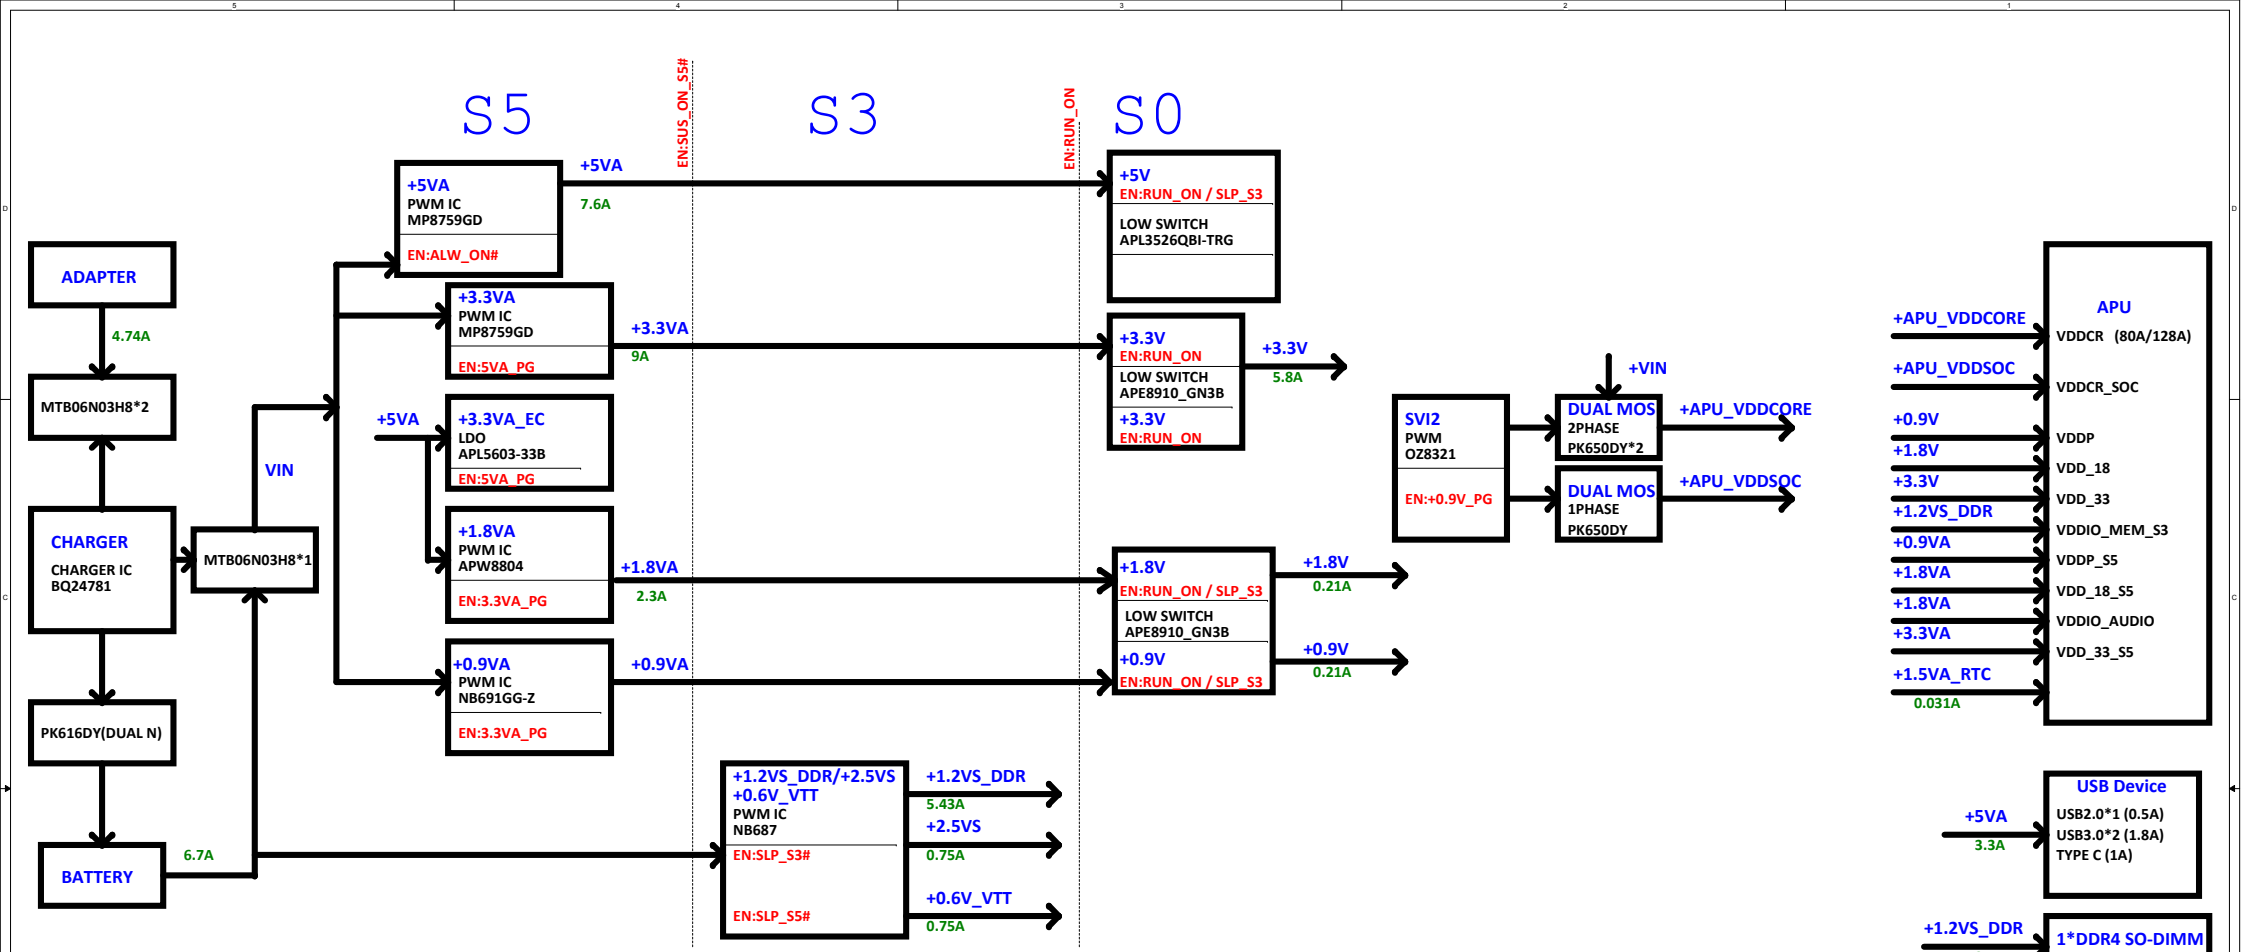 5
4
3
2
1
D
D
C
C
S5
S3
S0
EN:SUS_ON_S5#
EN:RUN_ON
ADAPTER
4.74A
MTB06N03H8*2
CHARGER
CHARGER IC
BQ24781
PK616DY(DUAL N)
BATTERY
6.7A
MTB06N03H8*1
VIN
+5VA
PWM IC
MP8759GD
EN:ALW_ON#
+5VA
7.6A
+3.3VA
PWM IC
MP8759GD
EN:5VA_PG
+3.3VA
9A
+5VA
+3.3VA_EC
LDO
APL5603-33B
EN:5VA_PG
+1.8VA
PWM IC
APW8804
EN:3.3VA_PG
+1.8VA
2.3A
+0.9VA
PWM IC
NB691GG-Z
EN:3.3VA_PG
+0.9VA
+1.2VS_DDR/+2.5VS
+0.6V_VTT
PWM IC
NB687
EN:SLP_S3#
EN:SLP_S5#
+1.2VS_DDR
5.43A
+2.5VS
0.75A
+0.6V_VTT
0.75A
+5V
EN:RUN_ON / SLP_S3
LOW SWITCH
APL3526QBI-TRG
+3.3V
EN:RUN_ON
LOW SWITCH
APE8910_GN3B
+3.3V
EN:RUN_ON
+3.3V
5.8A
+1.8V
EN:RUN_ON / SLP_S3
LOW SWITCH
APE8910_GN3B
+0.9V
EN:RUN_ON / SLP_S3
+1.8V
0.21A
+0.9V
0.21A
SVI2
PWM
OZ8321
EN:+0.9V_PG
+VIN
DUAL MOS
2PHASE
PK650DY*2
+APU_VDDCORE
DUAL MOS
1PHASE
PK650DY
+APU_VDDSOC
APU
+APU_VDDCORE
VDDCR (80A/128A)
+APU_VDDSOC
VDDCR_SOC
+0.9V
VDDP
+1.8V
VDD_18
+3.3V
VDD_33
+1.2VS_DDR
VDDIO_MEM_S3
+0.9VA
VDDP_S5
+1.8VA
VDD_18_S5
+1.8VA
VDDIO_AUDIO
+3.3VA
VDD_33_S5
+1.5VA_RTC
0.031A
USB Device
+5VA
3.3A
USB2.0*1 (0.5A)
USB3.0*2 (1.8A)
TYPE C (1A)
+1.2VS_DDR
1*DDR4 SO-DIMM